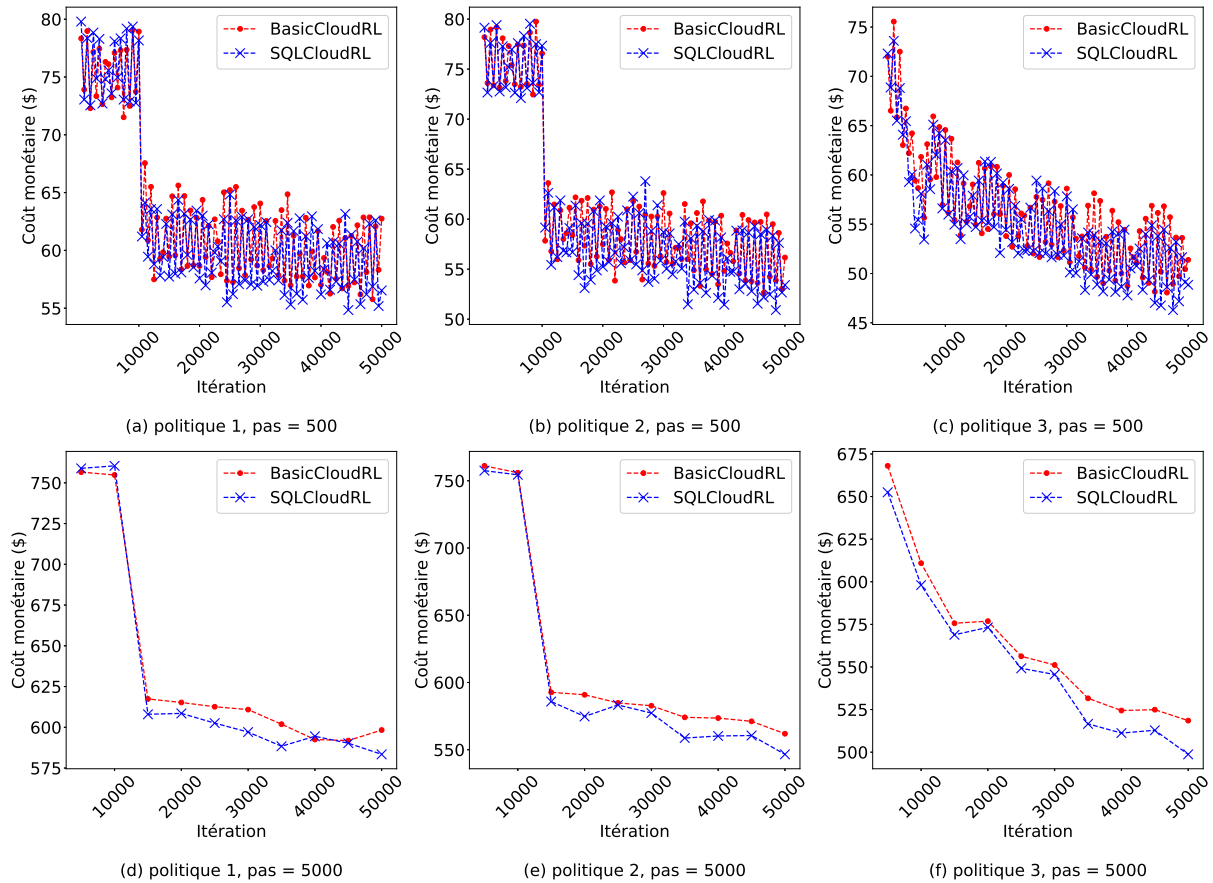 80
75
70
65
60
55
Coût monétaire ($)
BasicCloudRL
SQLCloudRL
10000
20000
30000
40000
50000
Itération
(a) politique 1, pas = 500
80
75
70
65
60
55
50
Coût monétaire ($)
BasicCloudRL
SQLCloudRL
10000
20000
30000
40000
50000
Itération
(b) politique 2, pas = 500
75
70
65
60
55
50
45
Coût monétaire ($)
BasicCloudRL
SQLCloudRL
10000
20000
30000
40000
50000
Itération
(c) politique 3, pas = 500
750
725
700
675
650
625
600
575
Coût monétaire ($)
BasicCloudRL
SQLCloudRL
10000
20000
30000
40000
50000
Itération
(d) politique 1, pas = 5000
750
700
650
600
550
Coût monétaire ($)
BasicCloudRL
SQLCloudRL
10000
20000
30000
40000
50000
Itération
(e) politique 2, pas = 5000
675
650
625
600
575
550
525
500
Coût monétaire ($)
BasicCloudRL
SQLCloudRL
10000
20000
30000
40000
50000
Itération
(f) politique 3, pas = 5000